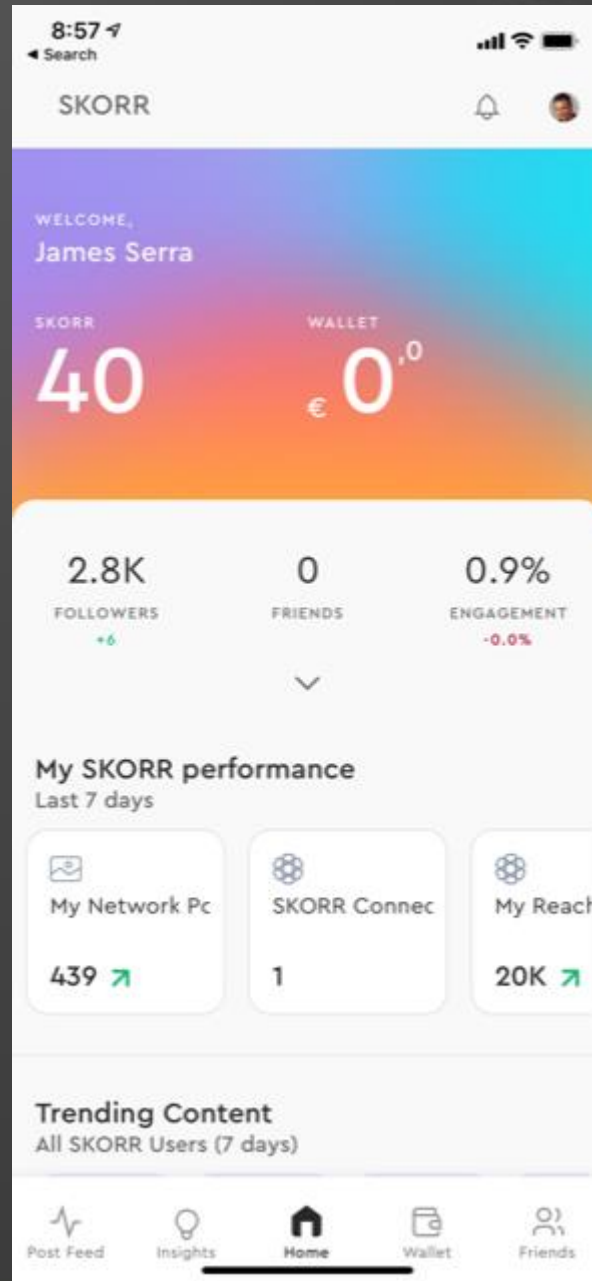 8:57
◀ Search
SKORR
WELCOME,
James Serra
SKORR WALLET
40 € 0,0
2.8K 0 0.9%
FOLLOWERS FRIENDS ENGAGEMENT
+6 -0.0%
My SKORR performance
Last 7 days
My Network Pc SKORR Connec My Reach
439 1 20K
Trending Content
All SKORR Users (7 days)
Post Feed Insights Home Wallet Friends